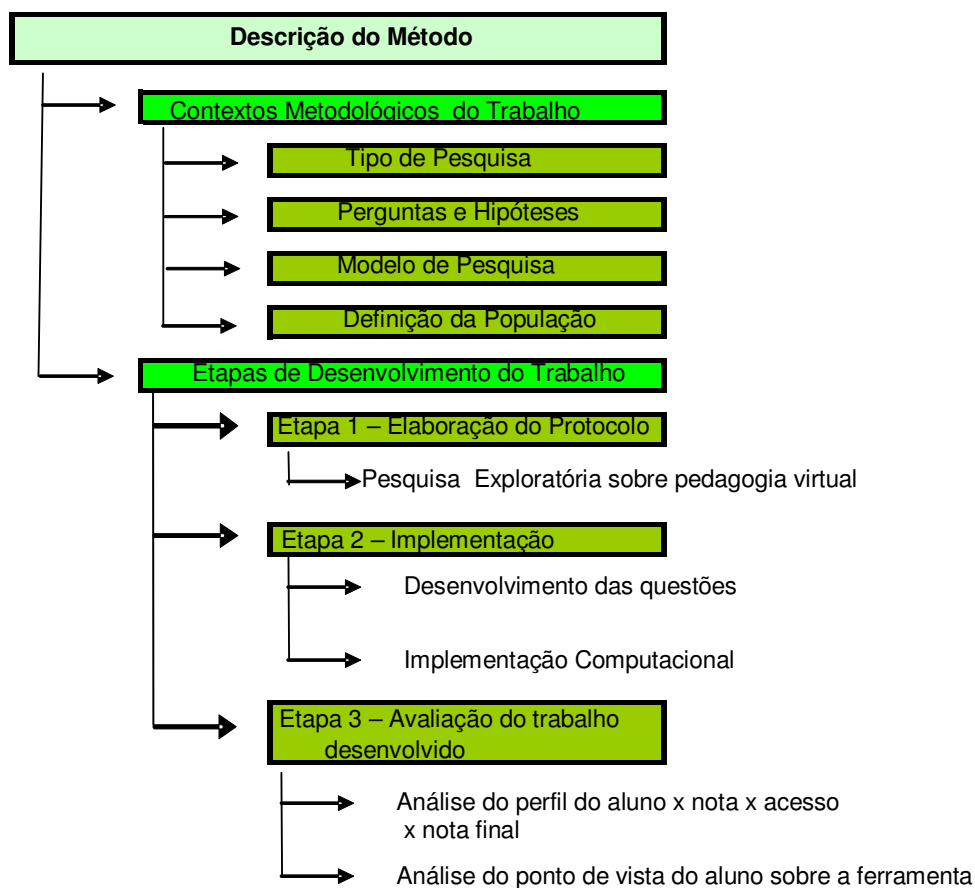 Descrição do Método
Contextos Metodológicos do Trabalho
Tipo de Pesquisa
Perguntas e Hipóteses
Modelo de Pesquisa
Definição da População
Etapas de Desenvolvimento do Trabalho
Etapa 1 – Elaboração do Protocolo
Pesquisa Exploratória sobre pedagogia virtual
Etapa 2 – Implementação
Desenvolvimento das questões
Implementação Computacional
Etapa 3 – Avaliação do trabalho
desenvolvido
Análise do perfil do aluno x nota x acesso
x nota final
Análise do ponto de vista do aluno sobre a ferramenta